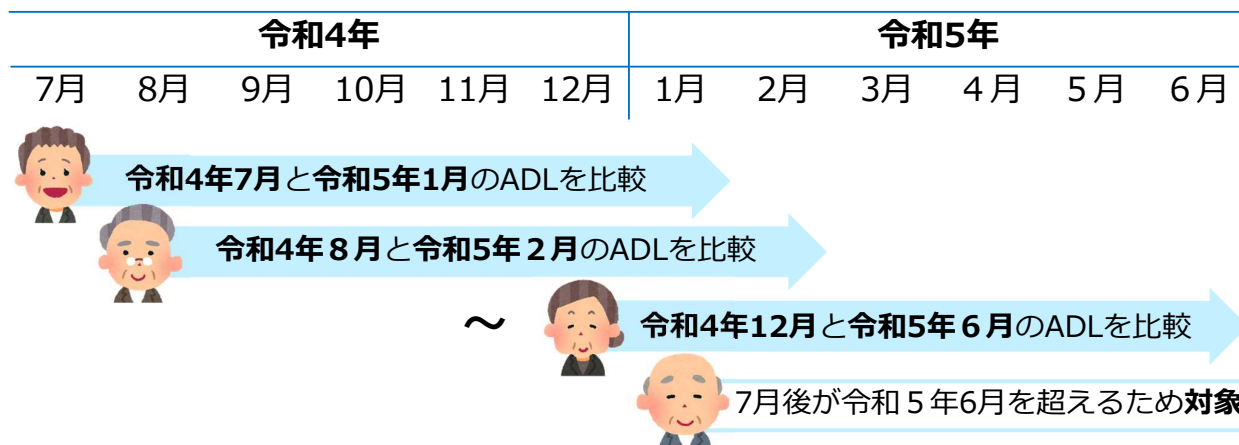 令和4年 令和5年
7月 8月 9月 10月 11月 12月 1月 2月 3月 ４月 ５月 ６月
令和4年7月と令和5年1月のADLを比較
令和4年８月と令和5年２月のADLを比較
～
令和4年12月と令和5年６月のADLを比較
7月後が令和５年6月を超えるため対象